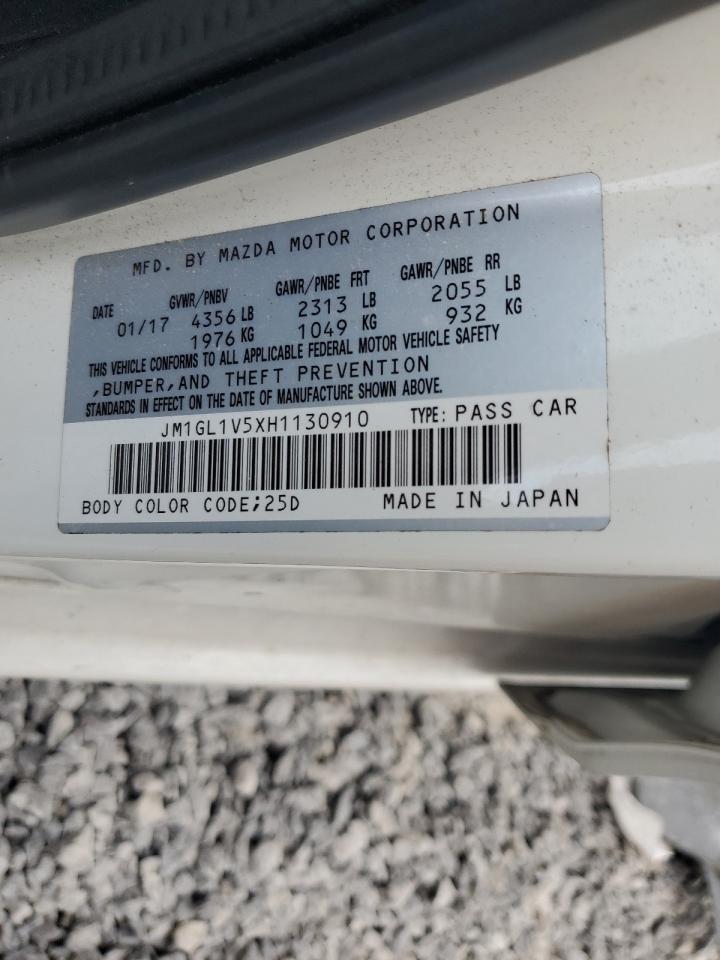 MFD. BY MAZDA MOTOR CORPORATION
DATE GVWR/PNBV GAWR/PNBE FRT GAWR/PNBE RR
01/17 4356 LB 2313 LB 2055 LB
1976 KG 1049 KG 932 KG
THIS VEHICLE CONFORMS TO ALL APPLICABLE FEDERAL MOTOR VEHICLE SAFETY
,BUMPER,AND THEFT PREVENTION
STANDARDS IN EFFECT ON THE DATE OF MANUFACTURE SHOWN ABOVE.
JM1GL1V5XH1130910 TYPE: PASS CAR
BODY COLOR CODE;25D MADE IN JAPAN